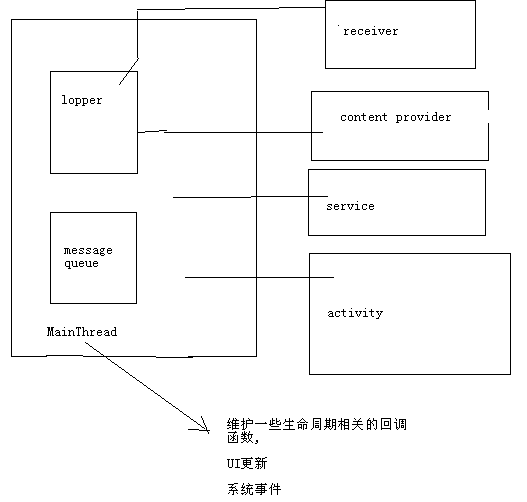 receiver
lopper
content provider
service
message
queue
activity
MainThread
维护一些生命周期相关的回调
函数,
UI更新
系统事件